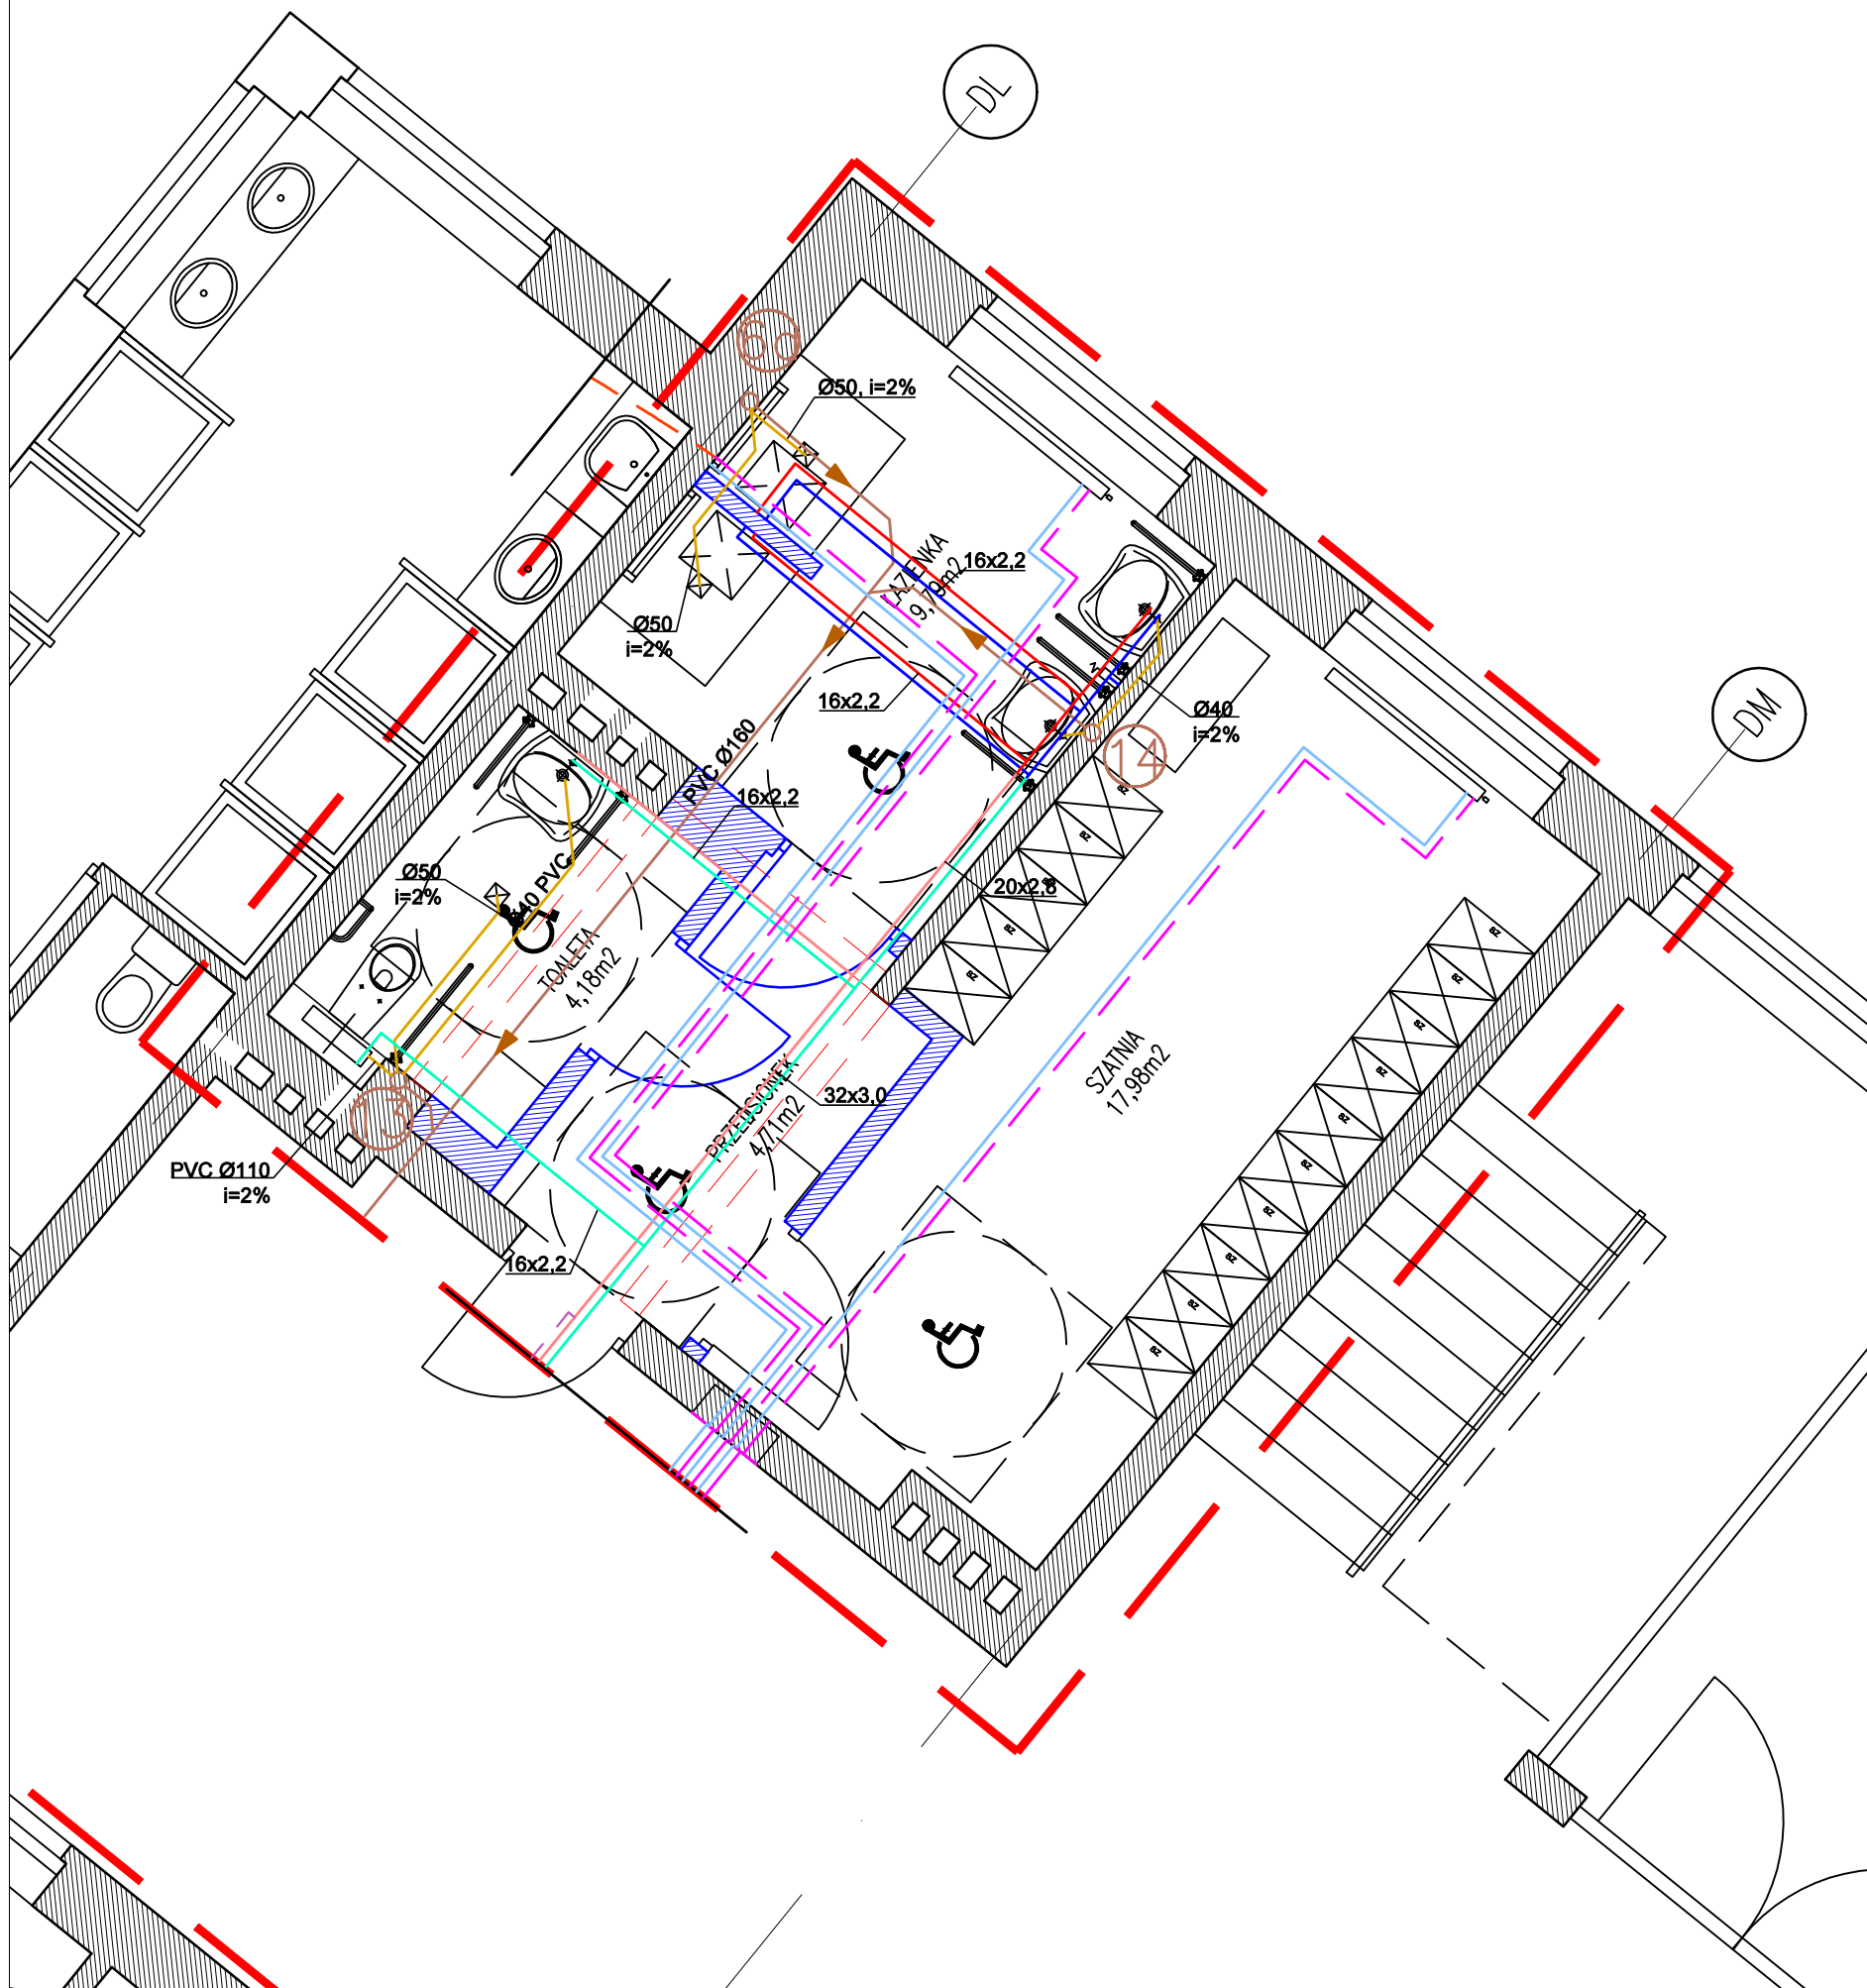 DL
6a
Ø50, i=2%
ŁAZIENKA
9,79m2
16x2,2
Ø50
i=2%
16x2,2
Ø40
i=2%
DM
14
PVC Ø160
16x2,2
20x2,8
Ø50
i=2%
Ø40 PVC
TOALETA
4,18m2
SZATNIA
17,98m2
PRZEDSIONEK
4,71m2
32x3,0
13
PVC Ø110
i=2%
16x2,2